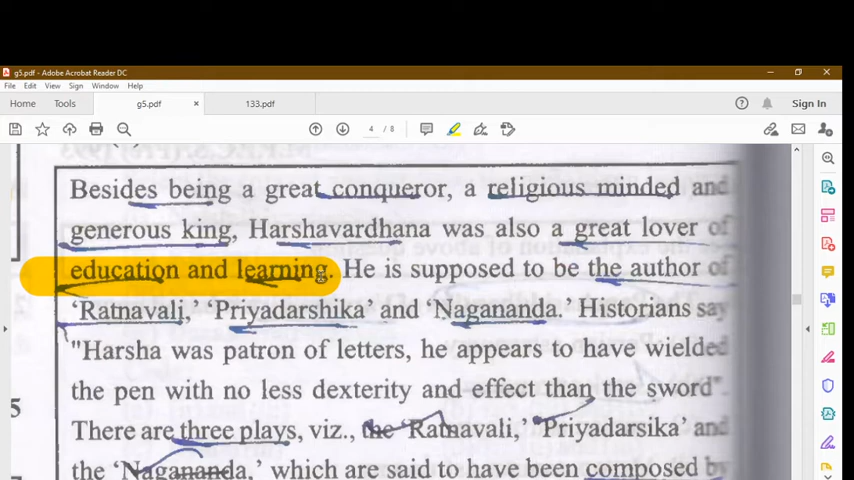 g5.pdf - Adobe Acrobat Reader DC
File Edit View Sign Window Help
Home Tools g5.pdf × 133.pdf Sign In
4 / 8
Besides being a great conqueror, a religious minded and
generous king, Harshavardhana was also a great lover of
education and learning. He is supposed to be the author of
‘Ratnavali,’ ‘Priyadarshika’ and ‘Nagananda.’ Historians say
"Harsha was patron of letters, he appears to have wielded
the pen with no less dexterity and effect than the sword".
There are three plays, viz., the ‘Ratnavali,’ ‘Priyadarsika’ and
the ‘Nagananda,’ which are said to have been composed by
5